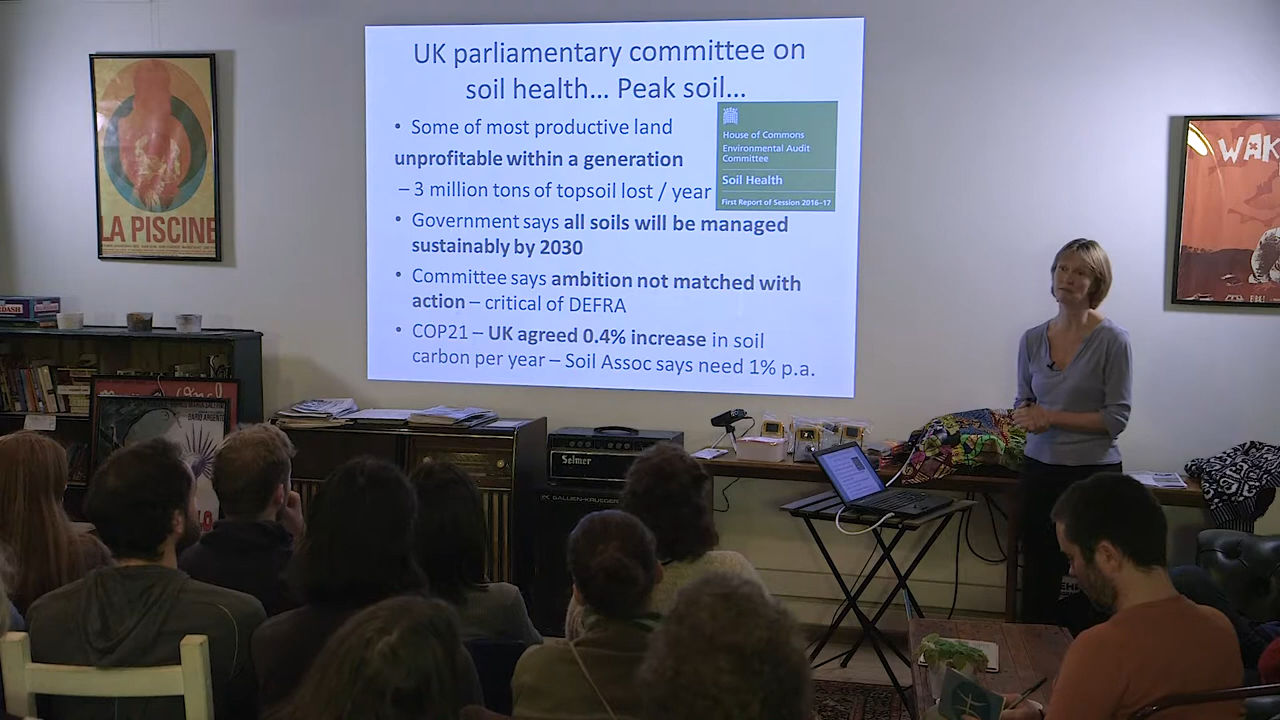 UK parliamentary committee on
soil health... Peak soil...
• Some of most productive land
unprofitable within a generation
– 3 million tons of topsoil lost / year
• Government says all soils will be managed
sustainably by 2030
• Committee says ambition not matched with
action – critical of DEFRA
• COP21 – UK agreed 0.4% increase in soil
carbon per year – Soil Assoc says need 1% p.a.
House of Commons
Environmental Audit
Committee
Soil Health
First Report of Session 2016–17
LA PISCINE
WAK
DARIO ARGENTO
Selmer
GALLIEN-KRUEGER